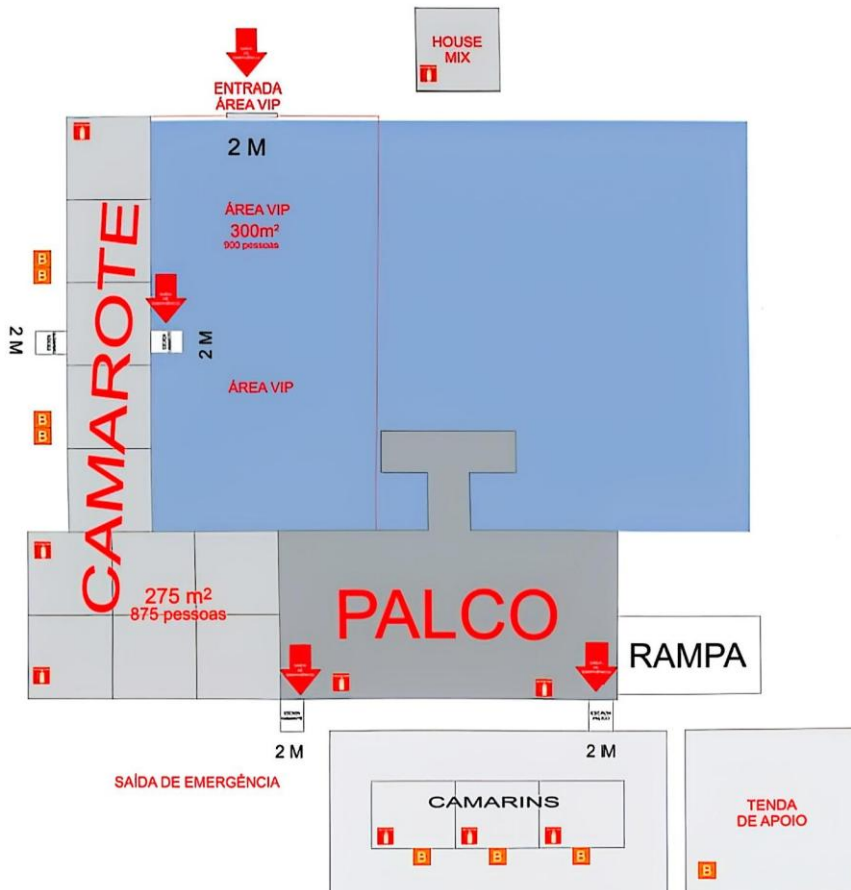 HOUSE
MIX
ENTRADA
ÁREA VIP
2 M
ÁREA VIP
300m²
900 pessoas
B
B
2 M
2 M
CAMAROTE
ÁREA VIP
B
B
275 m²
875 pessoas
PALCO
RAMPA
2 M
2 M
SAÍDA DE EMERGÊNCIA
CAMARINS
B
B
B
TENDA
DE APOIO
B